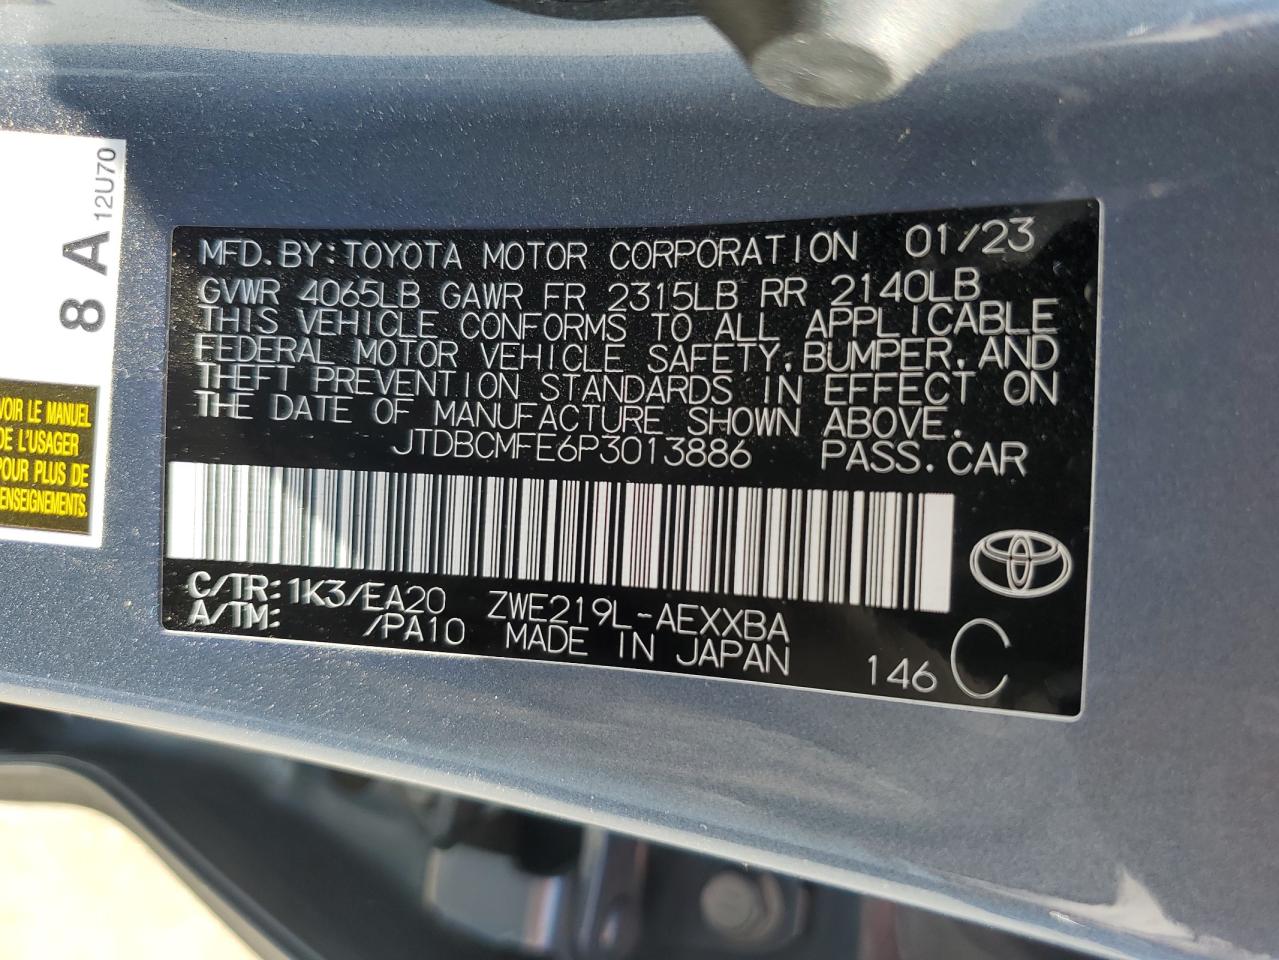 8 A 12U70
VOIR LE MANUEL
DE L'USAGER
POUR PLUS DE
RENSEIGNEMENTS.
MFD.BY:TOYOTA MOTOR CORPORATION 01/23
GVWR 4065LB GAWR FR 2315LB RR 2140LB
THIS VEHICLE CONFORMS TO ALL APPLICABLE
FEDERAL MOTOR VEHICLE SAFETY,BUMPER,AND
THEFT PREVENTION STANDARDS IN EFFECT ON
THE DATE OF MANUFACTURE SHOWN ABOVE.
JTDBCMFE6P3013886 PASS.CAR
C/TR:1K3/EA20 ZWE219L-AEXXBA
A/TM: /PA10 MADE IN JAPAN 146 C